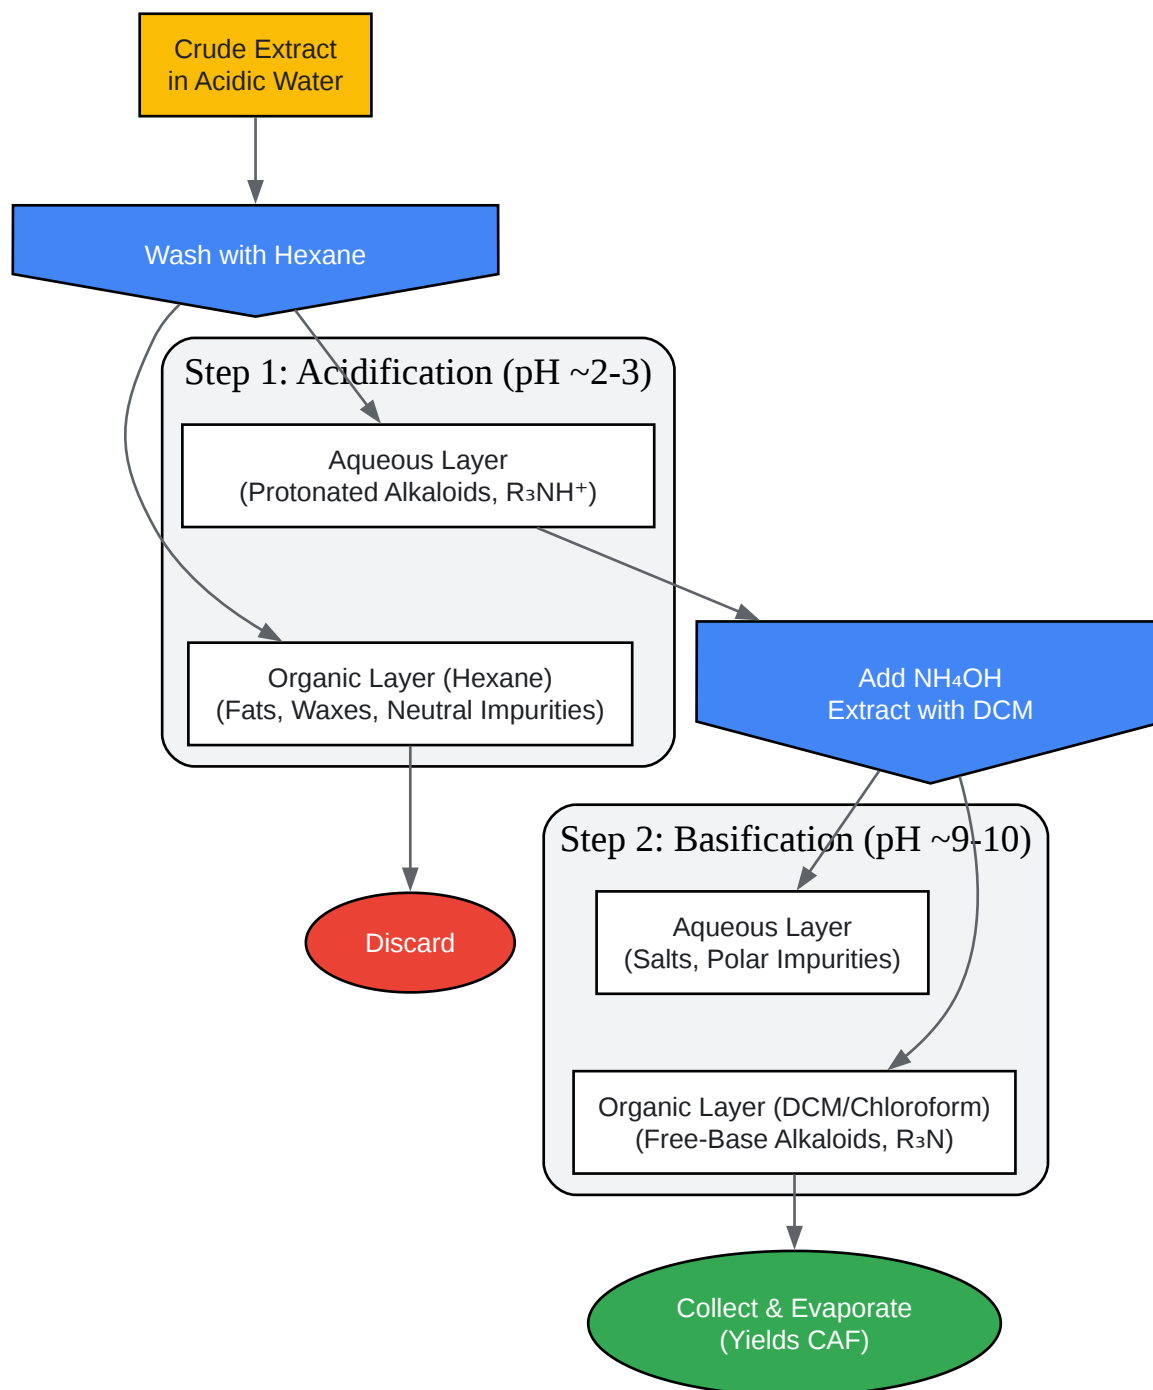 Crude Extract
in Acidic Water
Wash with Hexane
Step 1: Acidification (pH ~2-3)
Aqueous Layer
(Protonated Alkaloids, R₃NH⁺)
Organic Layer (Hexane)
(Fats, Waxes, Neutral Impurities)
Add NH₄OH
Extract with DCM
Step 2: Basification (pH ~9-10)
Aqueous Layer
(Salts, Polar Impurities)
Discard
Organic Layer (DCM/Chloroform)
(Free-Base Alkaloids, R₃N)
Collect & Evaporate
(Yields CAF)